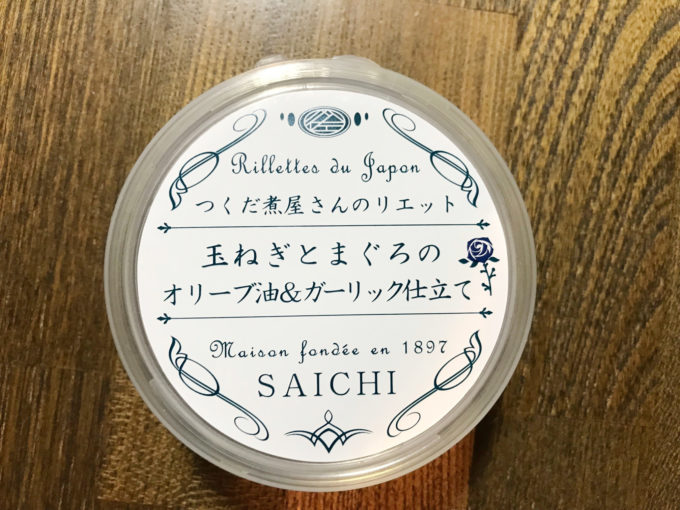 Rillettes du Japon
つくだ煮屋さんのリエット
玉ねぎとまぐろの
オリーブ油&ガーリック仕立て
Maison fondée en 1897
SAICHI